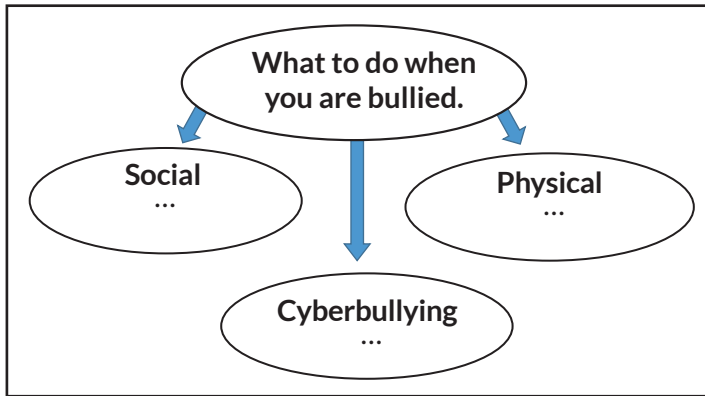 What to do when
you are bullied.
Social
...
Physical
...
Cyberbullying
...